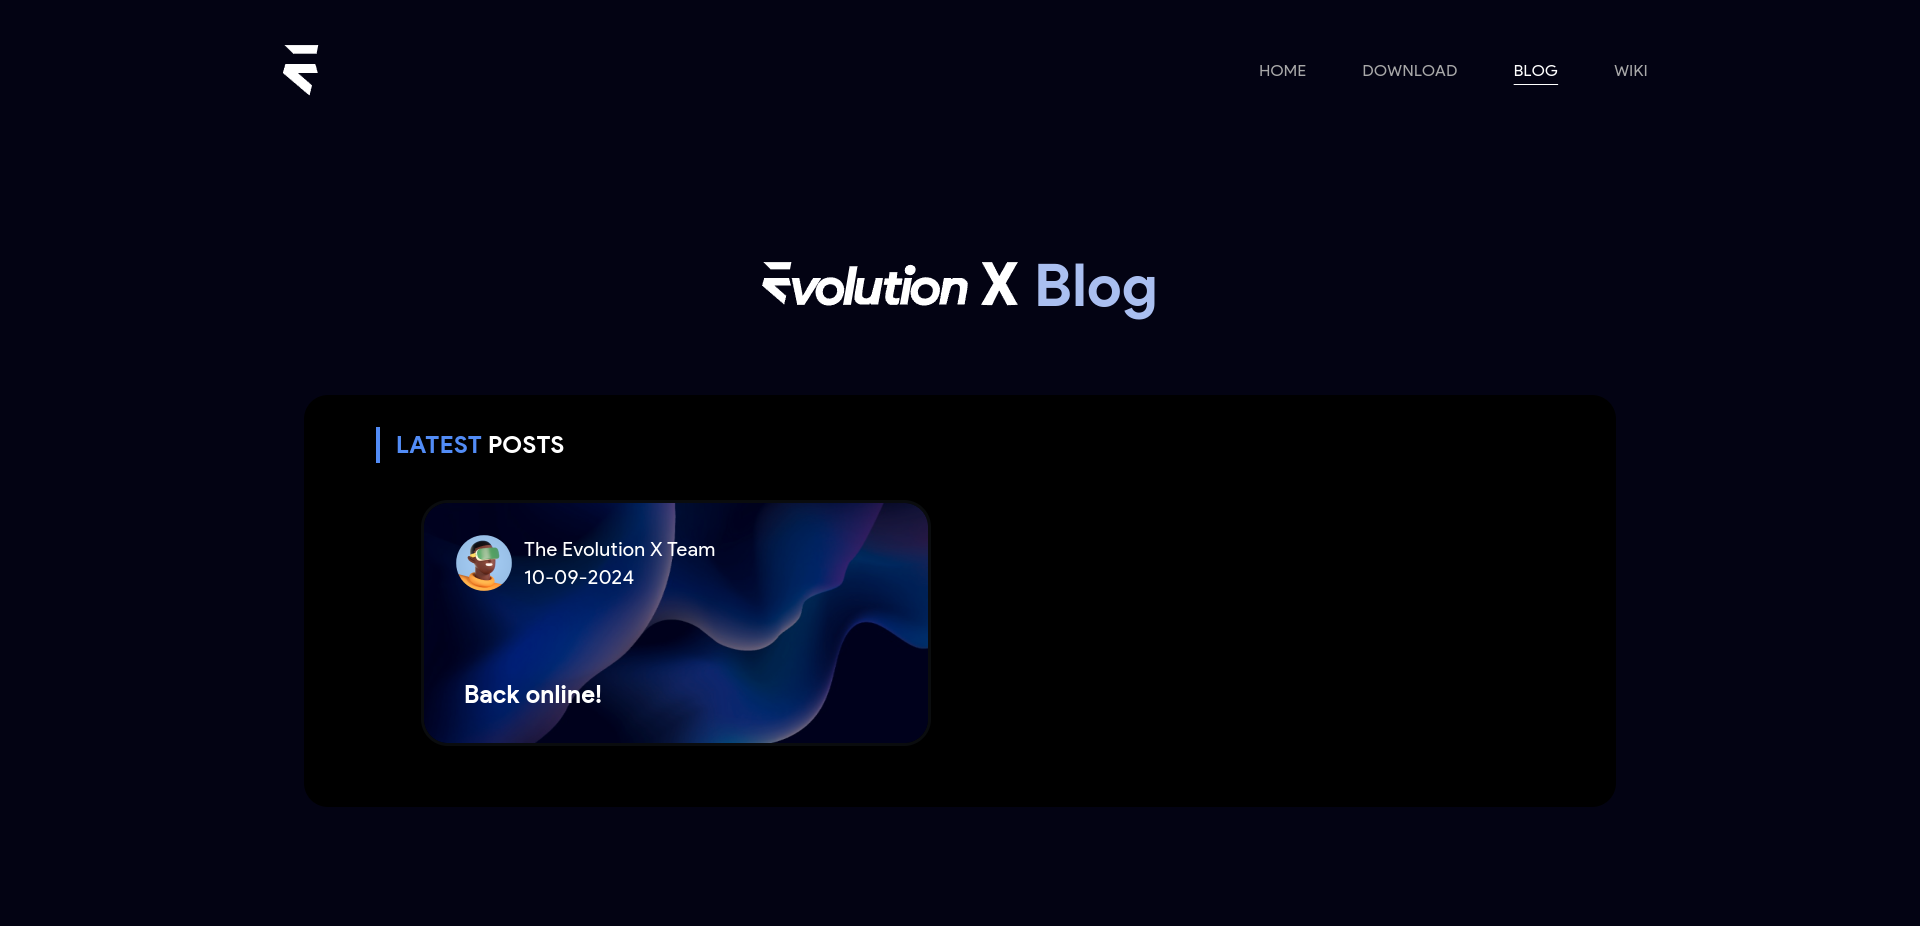 HOME DOWNLOAD BLOG WIKI
Evolution X Blog
LATEST POSTS
The Evolution X Team
10-09-2024
Back online!